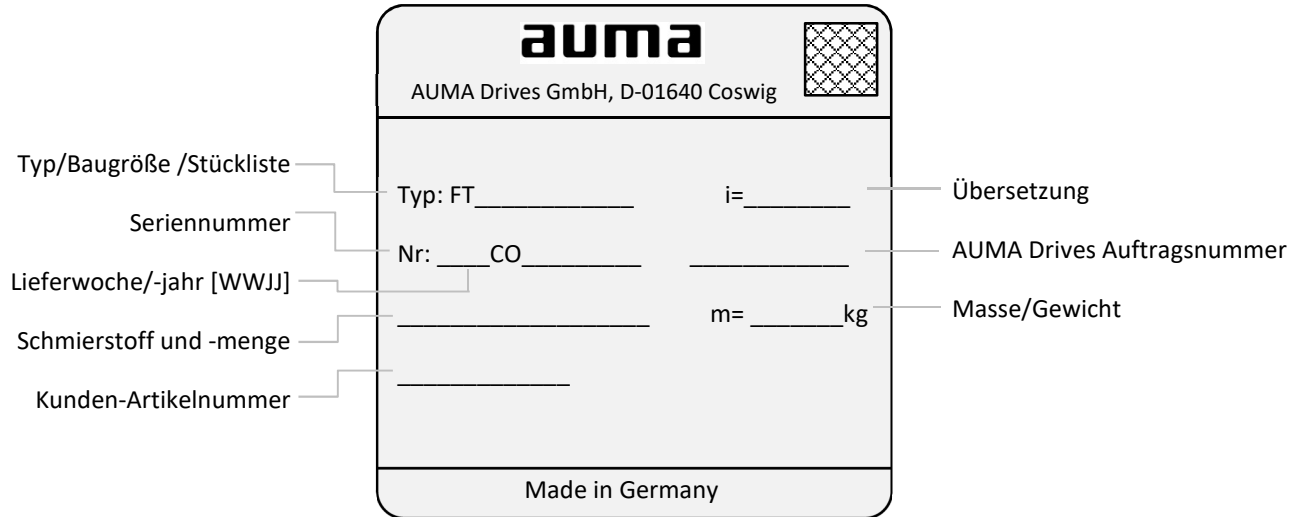 auma
AUMA Drives GmbH, D-01640 Coswig
Typ/Baugröße /Stückliste
Typ: FT____________ i=________
Übersetzung
Seriennummer
Nr: ____CO_________ ____________
AUMA Drives Auftragsnummer
Lieferwoche/-jahr [WWJJ]
___________________ m= _______kg
Masse/Gewicht
Schmierstoff und -menge
_____________
Kunden-Artikelnummer
Made in Germany